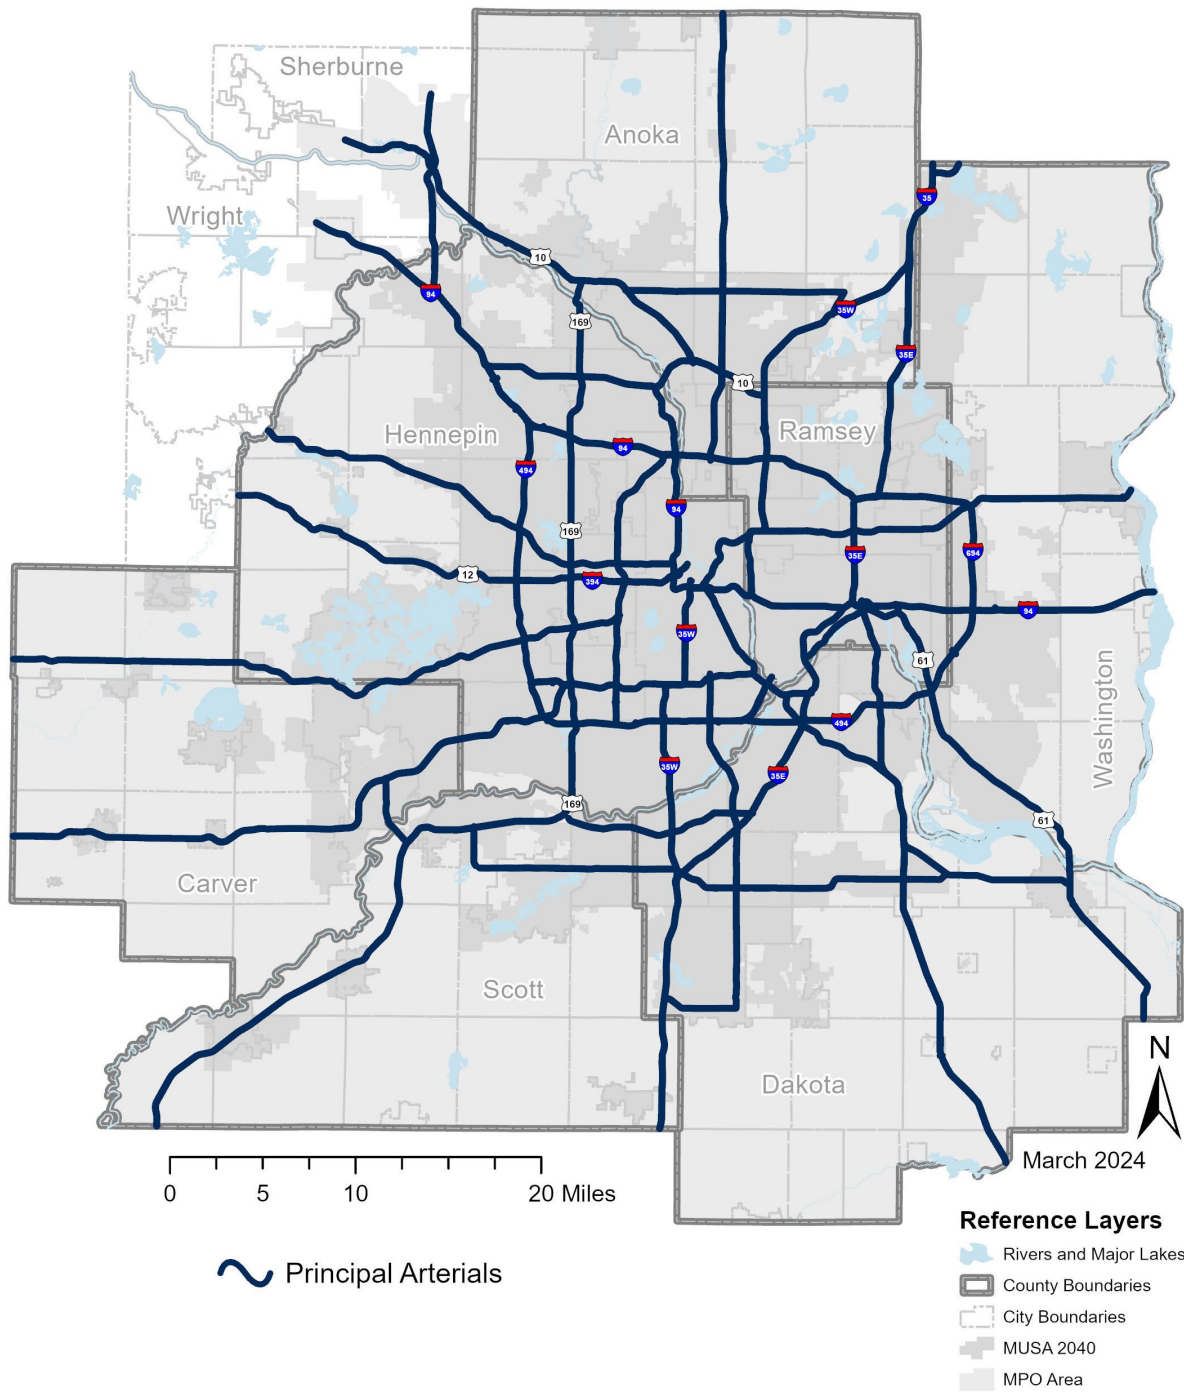 Sherburne
Anoka
35
Wright
10
94
169
35W
35E
10
Hennepin
Ramsey
94
494
94
169
35E
694
12
394
94
35W
61
Washington
494
35W
35E
169
61
Carver
Scott
Dakota
N
March 2024
0 5 10 20 Miles
Principal Arterials
Reference Layers
Rivers and Major Lakes
County Boundaries
City Boundaries
MUSA 2040
MPO Area